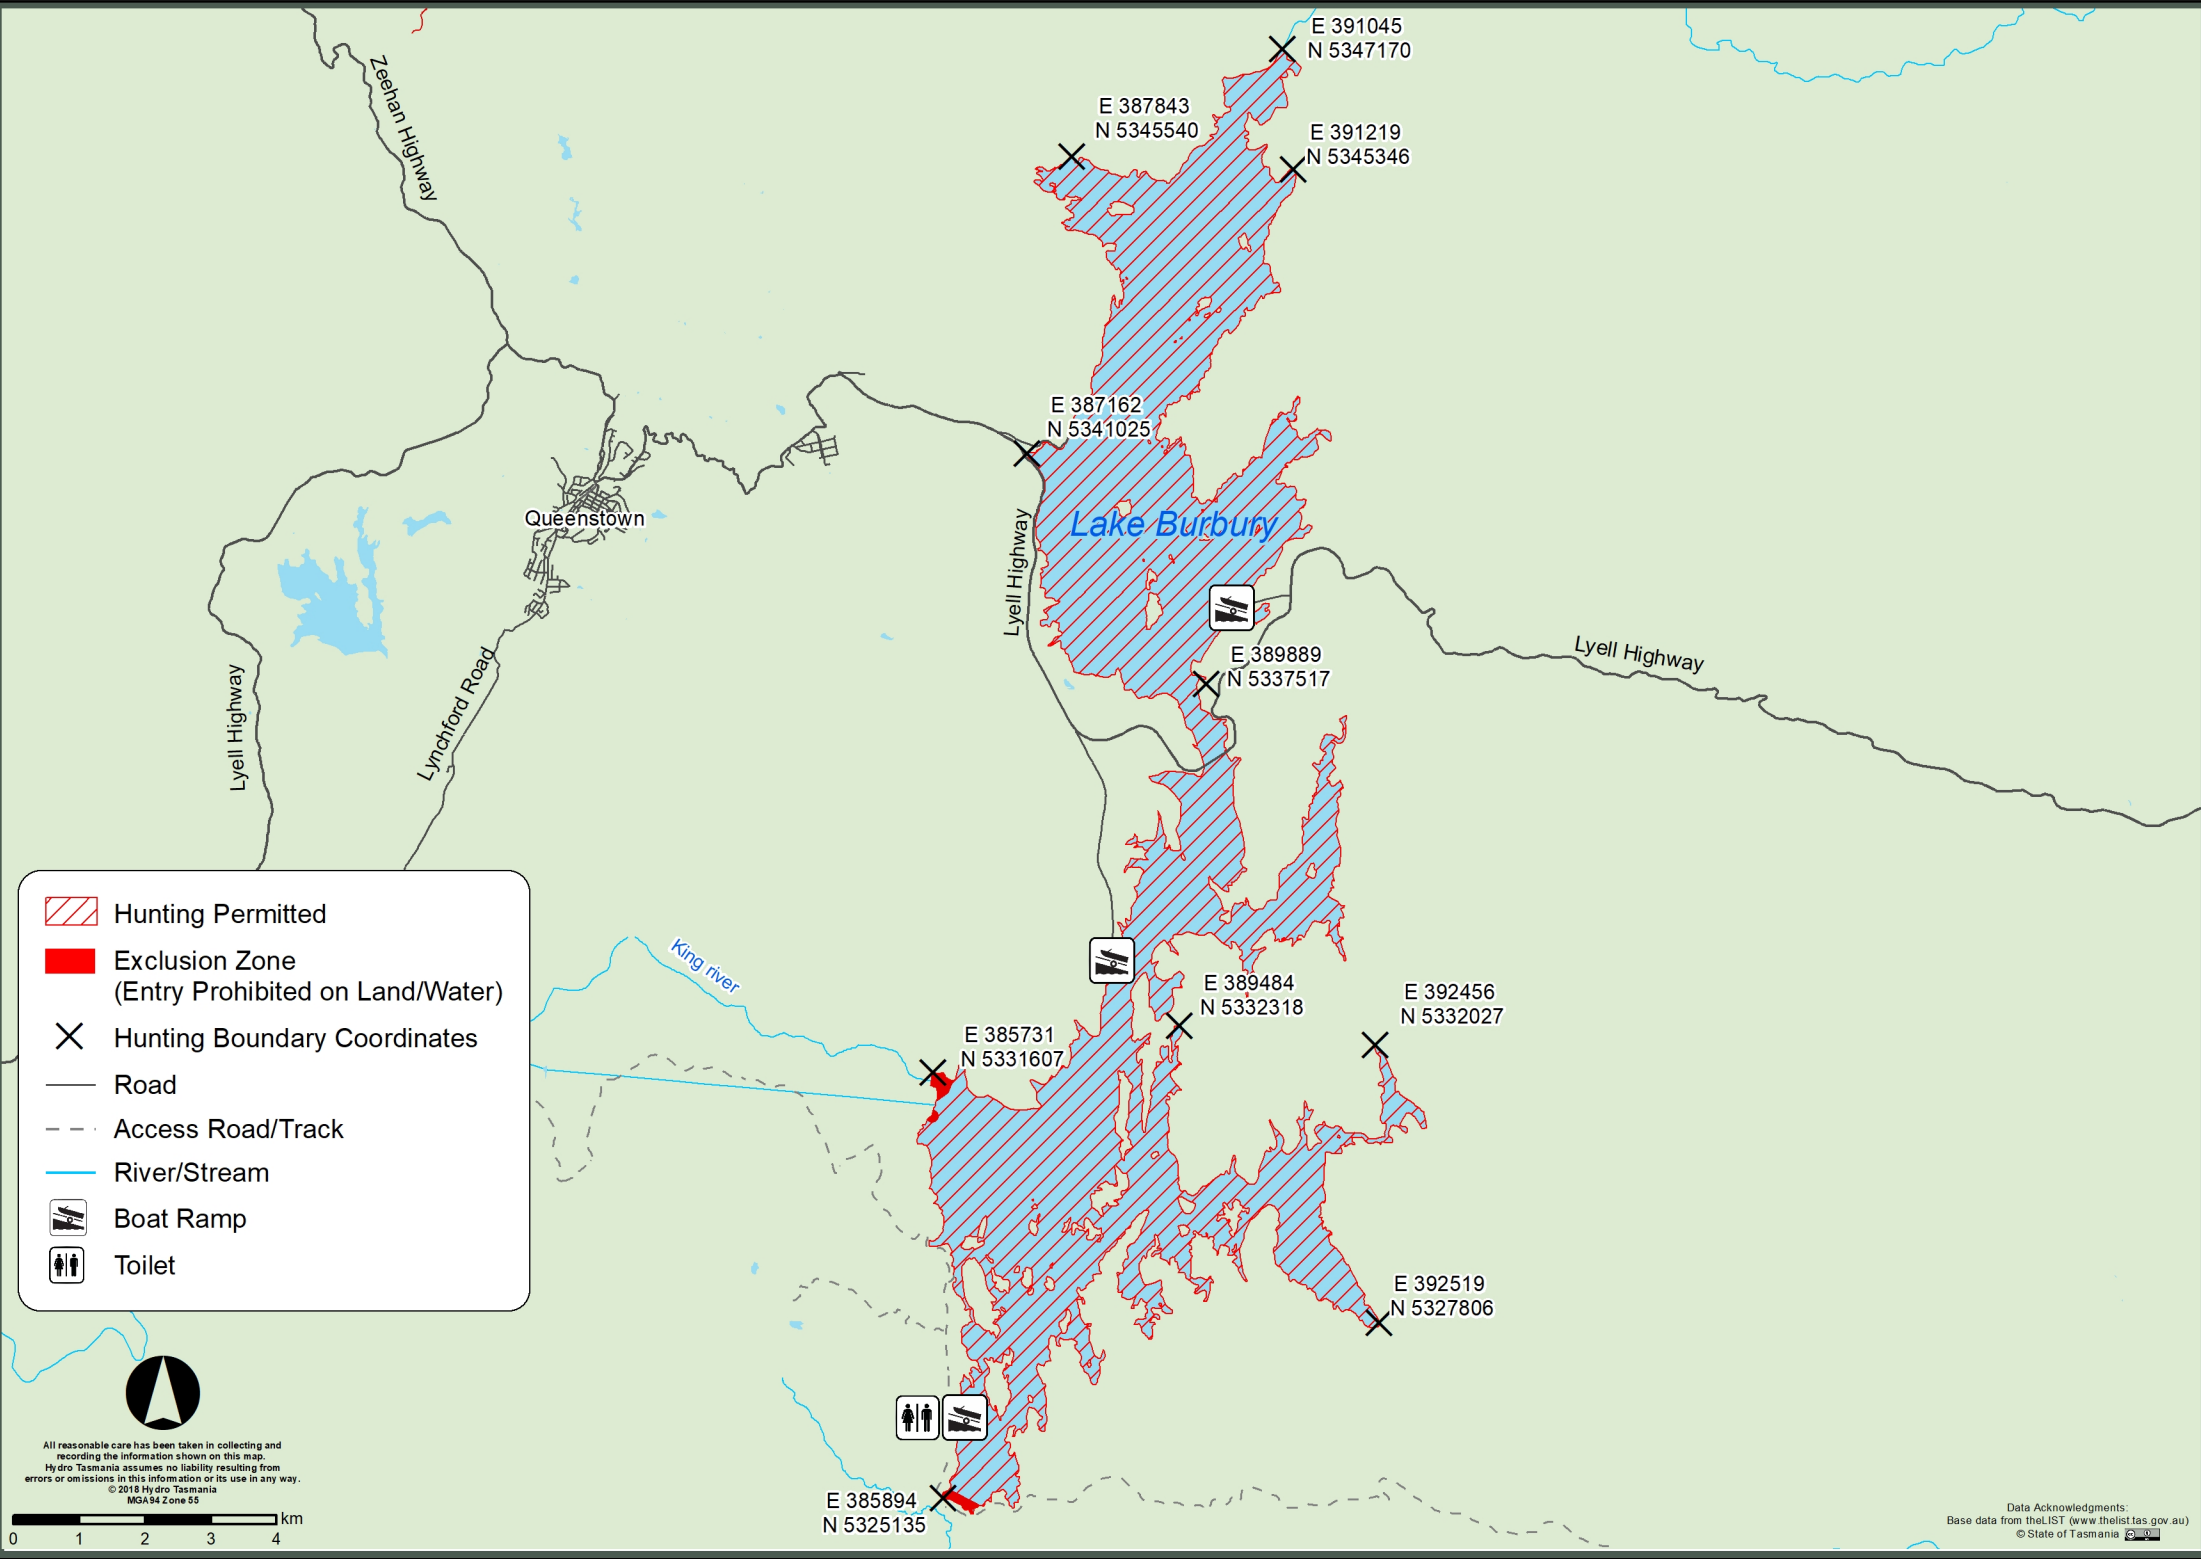 E 391045
N 5347170
Zeehan Highway
E 387843
N 5345540
E 391219
N 5345346
E 387162
N 5341025
Queenstown
Lake Burbury
Lyell Highway
Lyell Highway
E 389889
N 5337517
Lynchford Road
Lyell Highway
King river
E 389484
N 5332318
E 392456
N 5332027
E 385731
N 5331607
E 392519
N 5327806
E 385894
N 5325135
Hunting Permitted
Exclusion Zone
(Entry Prohibited on Land/Water)
Hunting Boundary Coordinates
Road
Access Road/Track
River/Stream
Boat Ramp
Toilet
All reasonable care has been taken in collecting and
recording the information shown on this map.
Hydro Tasmania assumes no liability resulting from
errors or omissions in this information or its use in any way.
© 2018 Hydro Tasmania
MGA94 Zone 55
km
0 1 2 3 4
Data Acknowledgments:
Base data from theLIST (www.thelist.tas.gov.au)
© State of Tasmania